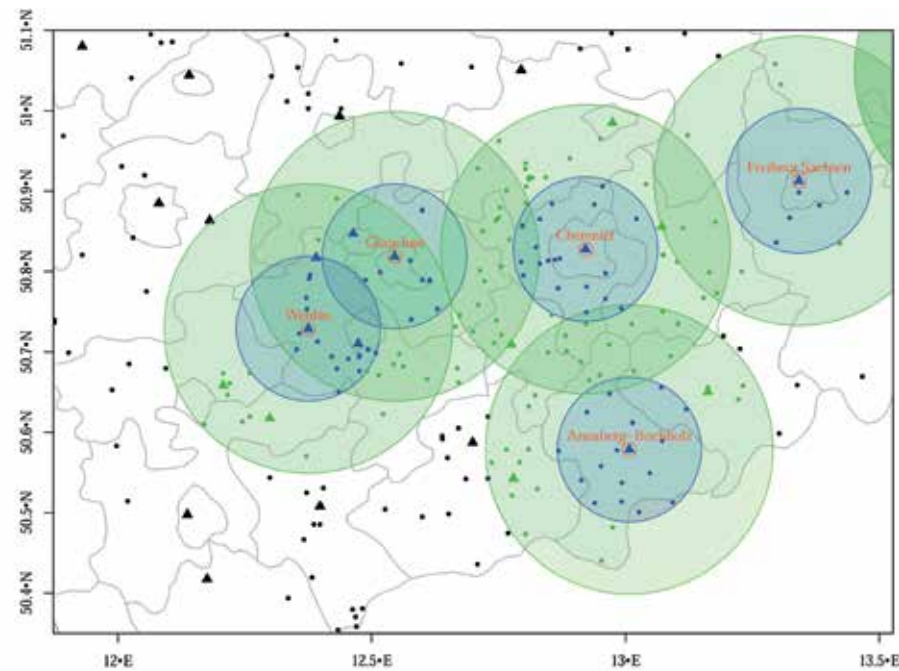 51.1•N
51•N
50.9•N
50.8•N
50.7•N
50.6•N
50.5•N
50.4•N
Freiberg Sachsen
Chemnitz
Glauchau
Werdau
Annaberg-Buchholz
12•E
12.5•E
13•E
13.5•E